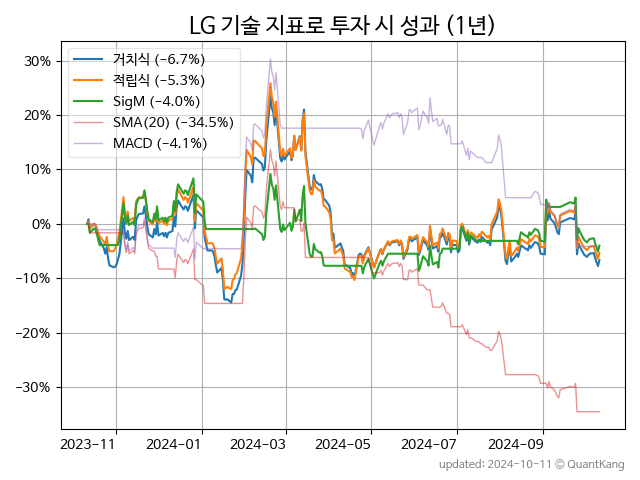 LG 기술 지표로 투자 시 성과 (1년)
거치식 (−6.7%)
적립식 (−5.3%)
SigM (−4.0%)
SMA(20) (−34.5%)
MACD (−4.1%)
30%
20%
10%
0%
−10%
−20%
−30%
2023-11 2024-01 2024-03 2024-05 2024-07 2024-09
updated: 2024-10-11 © QuantKang